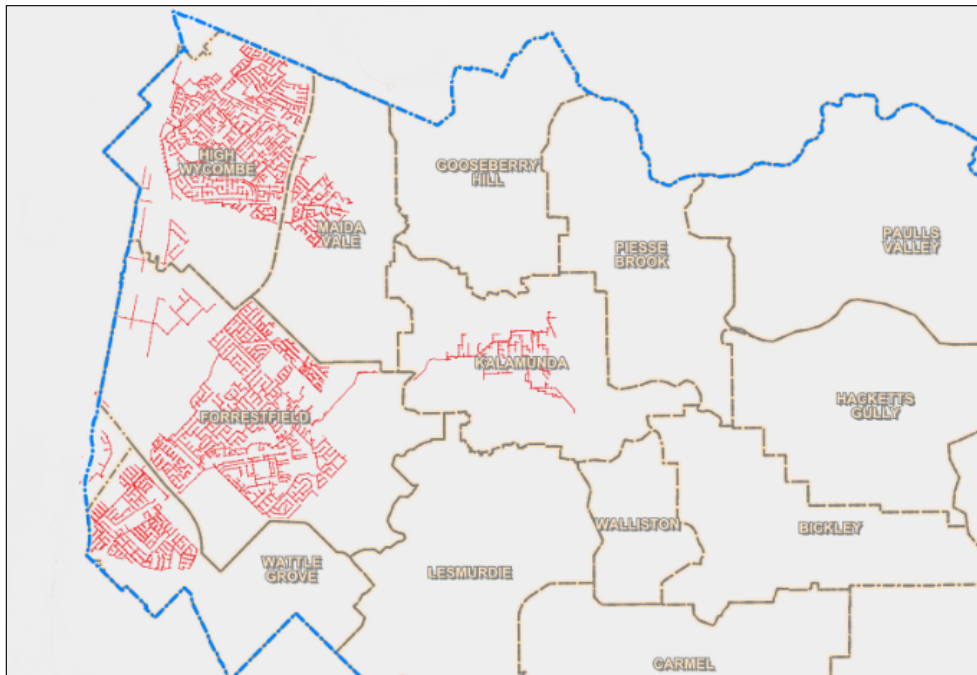 HIGH
WYCOMBE
GOOSEBERRY
HILL
MAIDA
VALE
PIESSE
BROOK
PAULLS
VALLEY
KALAMUNDA
FORRESTFIELD
HACKETTS
GULLY
WALLISTON
BICKLEY
WATTLE
GROVE
LESMURDIE
CARMEL